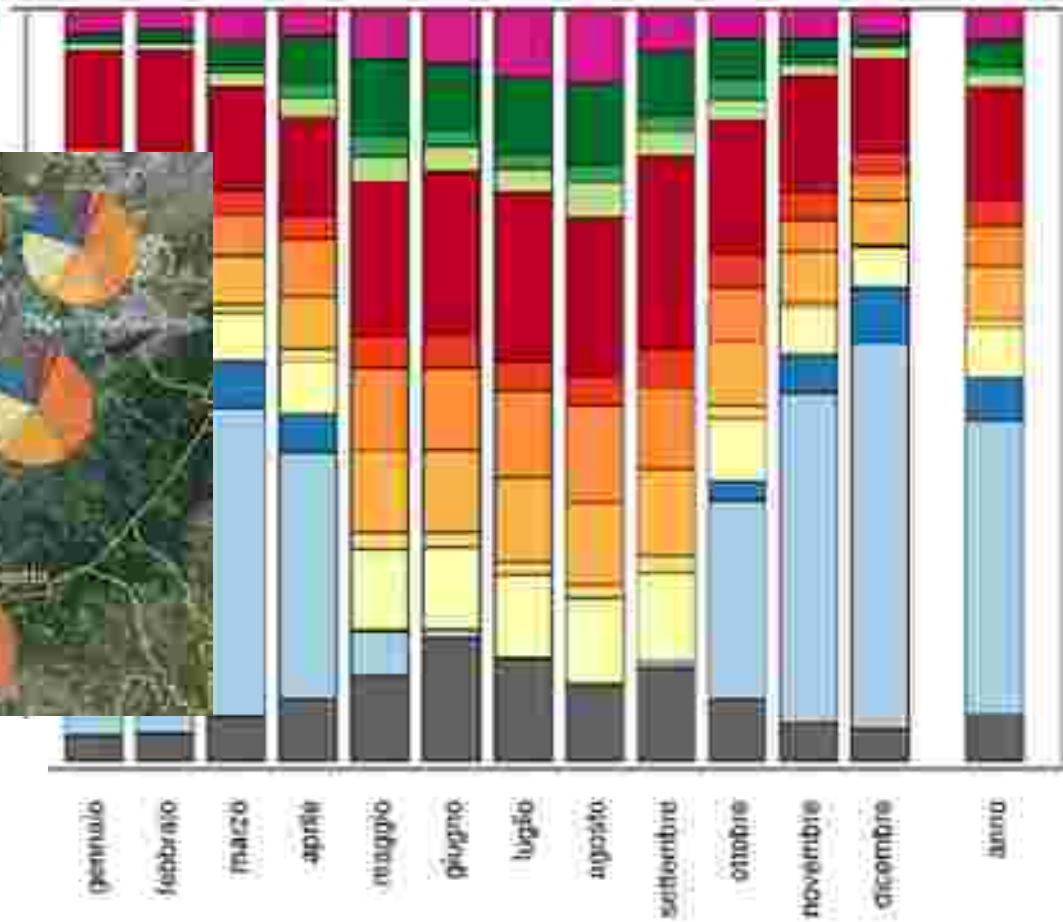 gennaio
febbraio
marzo
aprile
maggio
giugno
luglio
agosto
settembre
ottobre
novembre
dicembre
anno